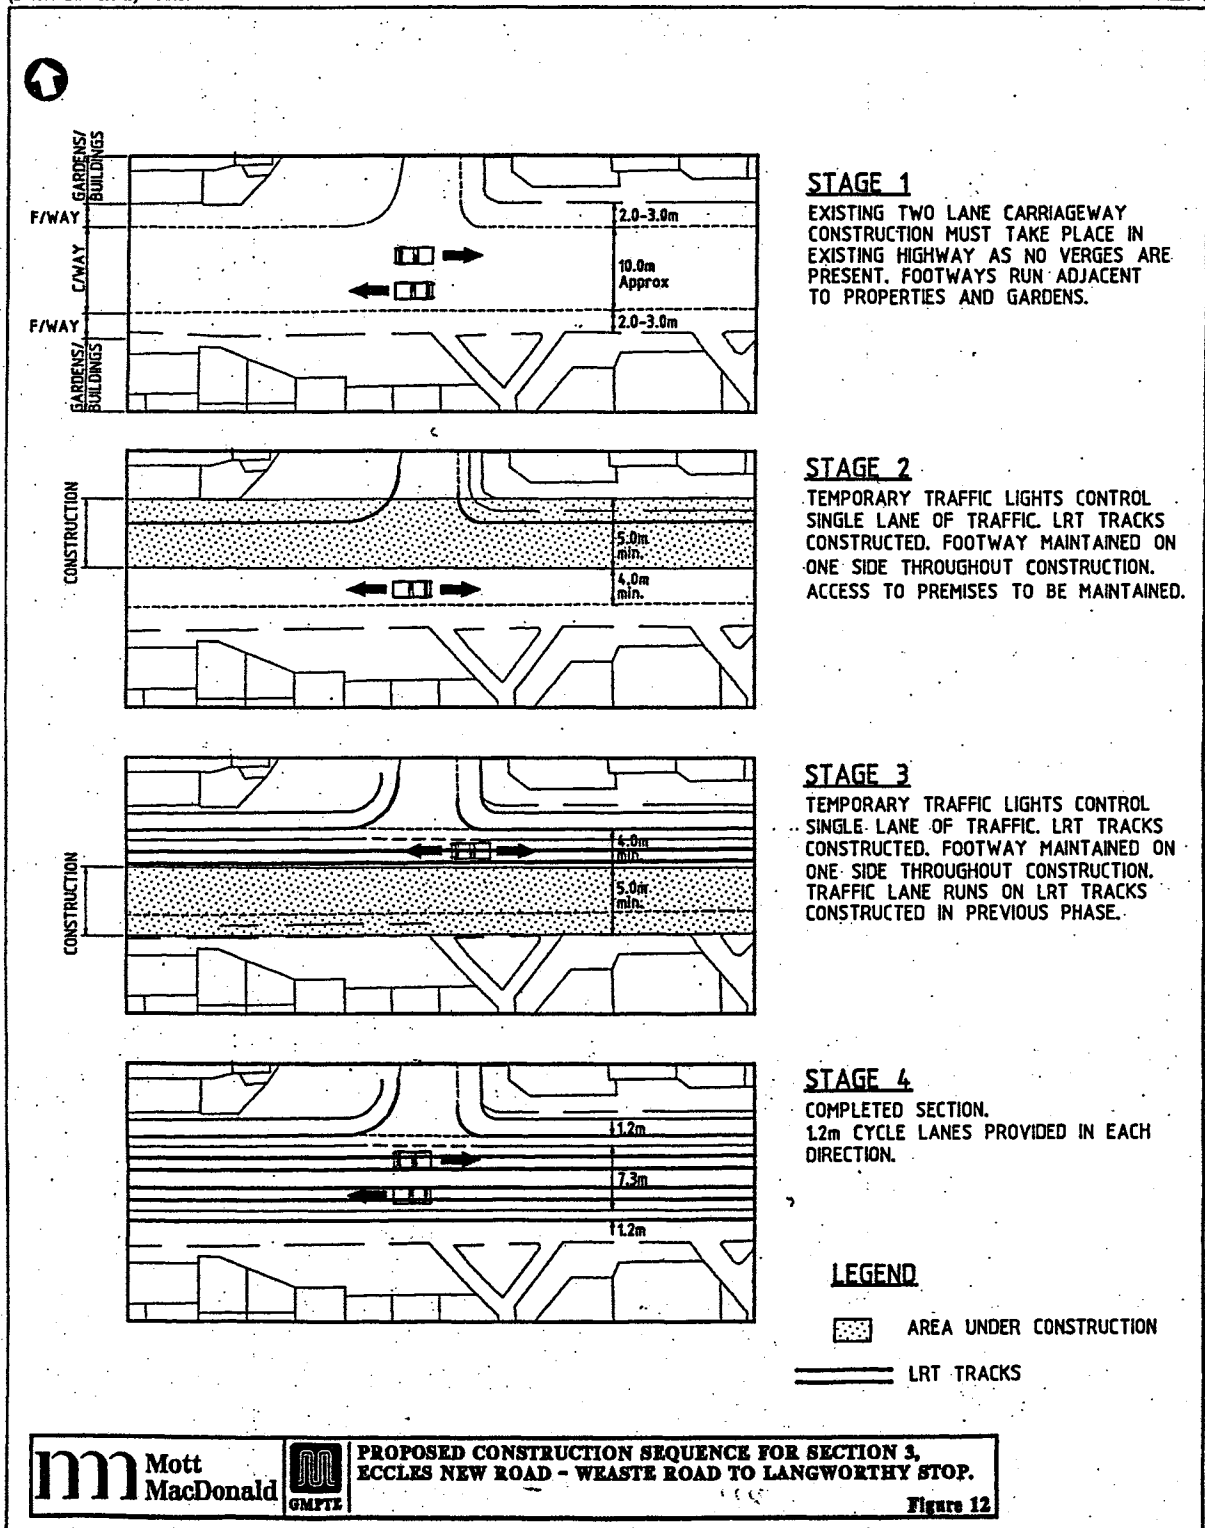 GARDENS/
BUILDINGS
F/WAY
C/WAY
F/WAY
GARDENS/
BUILDINGS
2.0-3.0m
10.0m
Approx
2.0-3.0m
STAGE 1
EXISTING TWO LANE CARRIAGEWAY
CONSTRUCTION MUST TAKE PLACE IN
EXISTING HIGHWAY AS NO VERGES ARE
PRESENT. FOOTWAYS RUN ADJACENT
TO PROPERTIES AND GARDENS.
CONSTRUCTION
5.0m
min.
4.0m
min.
STAGE 2
TEMPORARY TRAFFIC LIGHTS CONTROL
SINGLE LANE OF TRAFFIC. LRT TRACKS
CONSTRUCTED. FOOTWAY MAINTAINED ON
ONE SIDE THROUGHOUT CONSTRUCTION.
ACCESS TO PREMISES TO BE MAINTAINED.
CONSTRUCTION
4.0m
min.
5.0m
min.
STAGE 3
TEMPORARY TRAFFIC LIGHTS CONTROL
SINGLE LANE OF TRAFFIC. LRT TRACKS
CONSTRUCTED. FOOTWAY MAINTAINED ON
ONE SIDE THROUGHOUT CONSTRUCTION.
TRAFFIC LANE RUNS ON LRT TRACKS
CONSTRUCTED IN PREVIOUS PHASE.
1.2m
7.3m
1.2m
STAGE 4
COMPLETED SECTION.
1.2m CYCLE LANES PROVIDED IN EACH
DIRECTION.
LEGEND
AREA UNDER CONSTRUCTION
LRT TRACKS
Mott
MacDonald
GMPTE
PROPOSED CONSTRUCTION SEQUENCE FOR SECTION 3,
ECCLES NEW ROAD - WEASTE ROAD TO LANGWORTHY STOP.
Figure 12